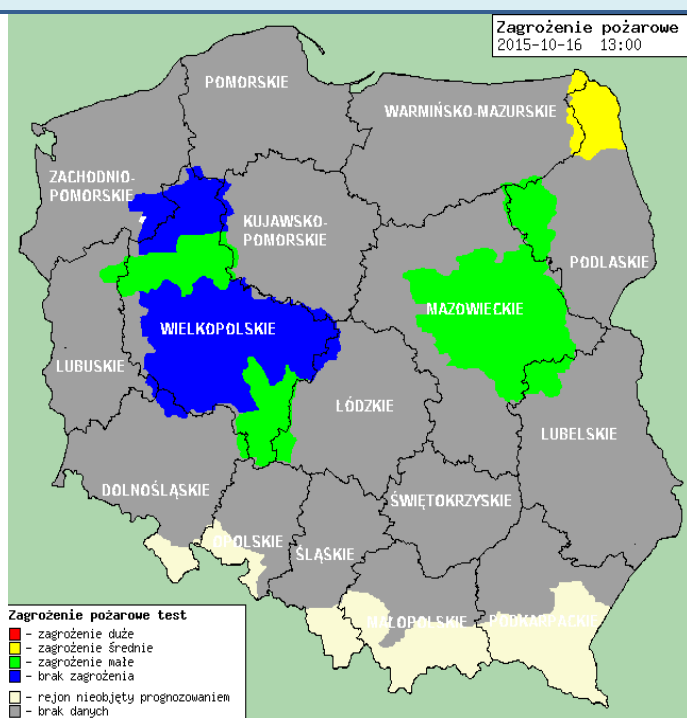 Zagrożenie pożarowe
2015-10-16 13:00
POMORSKIE
WARMIŃSKO-MAZURSKIE
ZACHODNIO-
POMORSKIE
KUJAWSKO-
POMORSKIE
PODLASKIE
MAZOWIECKIE
WIELKOPOLSKIE
LUBUSKIE
ŁÓDZKIE
LUBELSKIE
DOLNOŚLĄSKIE
ŚWIĘTOKRZYSKIE
OPOLSKIE
ŚLĄSKIE
MAŁOPOLSKIE
PODKARPACKIE
Zagrożenie pożarowe test
- zagrożenie duże
- zagrożenie średnie
- zagrożenie małe
- brak zagrożenia
- rejon nieobjęty prognozowaniem
- brak danych